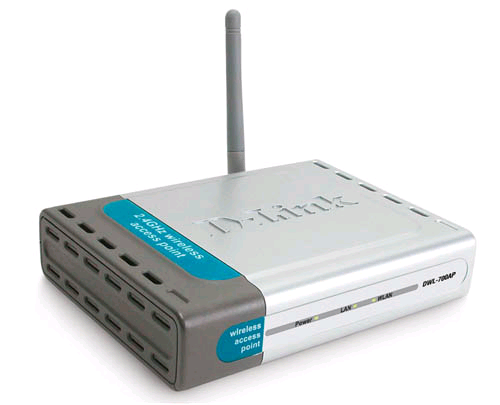 D-Link
2.4GHz wireless
access point
wireless
access
point
Power
LAN
WLAN
DWL-700AP